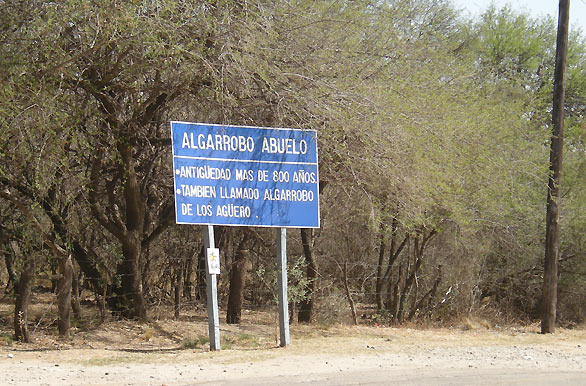 ALGARROBO ABUELO
•ANTIGÜEDAD MAS DE 800 AÑOS.
•TAMBIEN LLAMADO ALGARROBO
DE LOS AGÜERO.